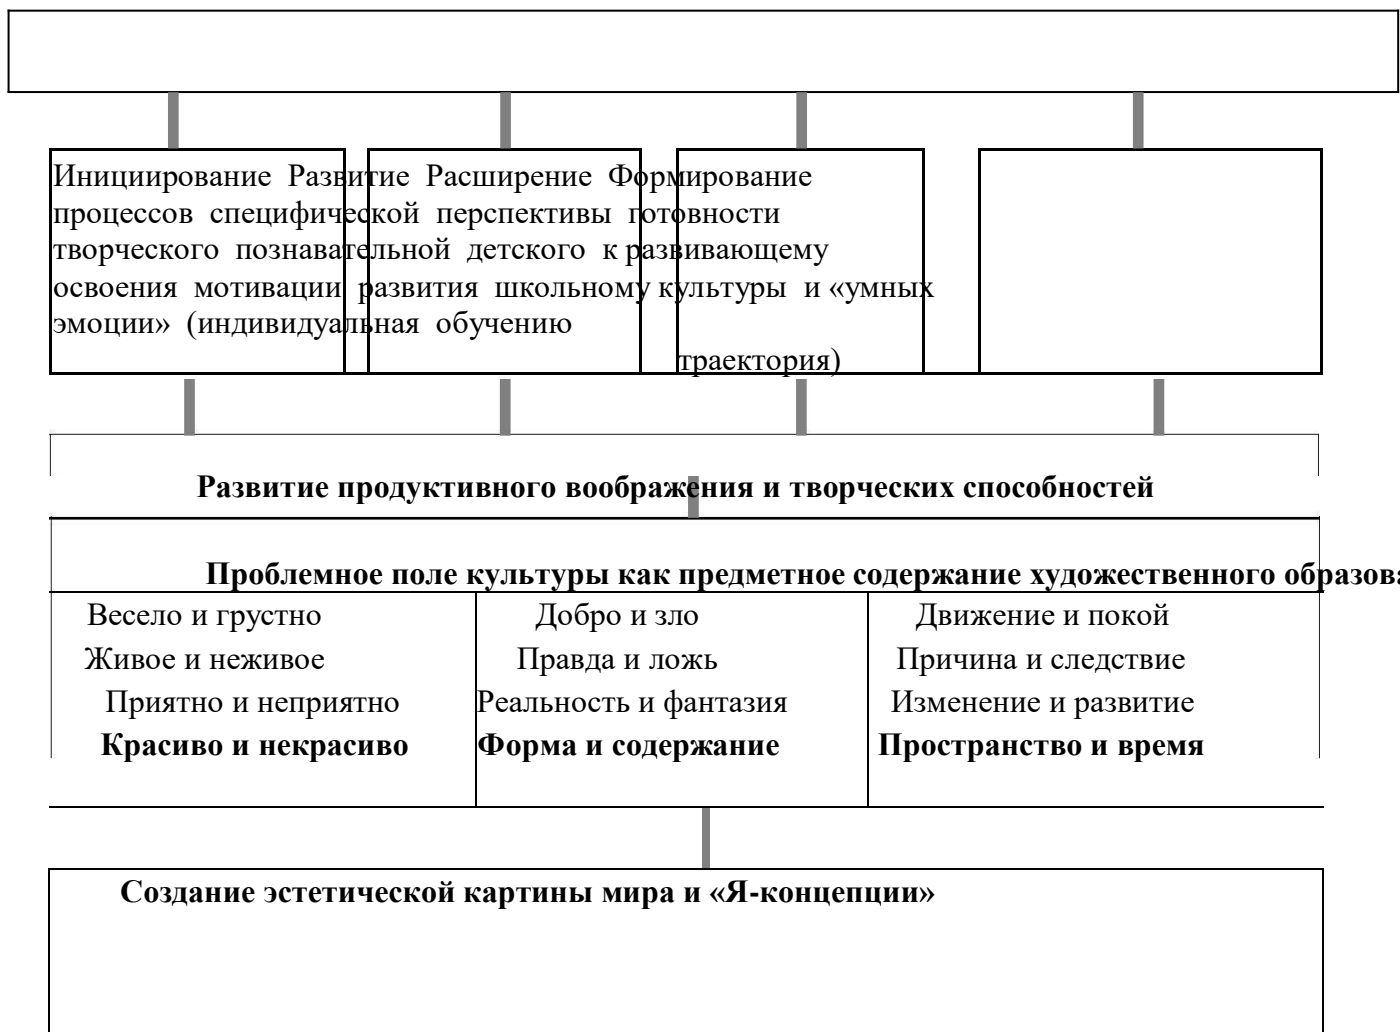 Инициирование Развитие Расширение Формирование
процессов специфической перспективы готовности
творческого познавательной детского к развивающему
освоения мотивации развития школьному культуры и «умных
эмоции» (индивидуальная обучению
траектория)
Развитие продуктивного воображения и творческих способностей
Проблемное поле культуры как предметное содержание художественного образова
Весело и грустно Добро и зло Движение и покой
Живое и неживое Правда и ложь Причина и следствие
Приятно и неприятно Реальность и фантазия Изменение и развитие
Красиво и некрасиво Форма и содержание Пространство и время
Создание эстетической картины мира и «Я-концепции»